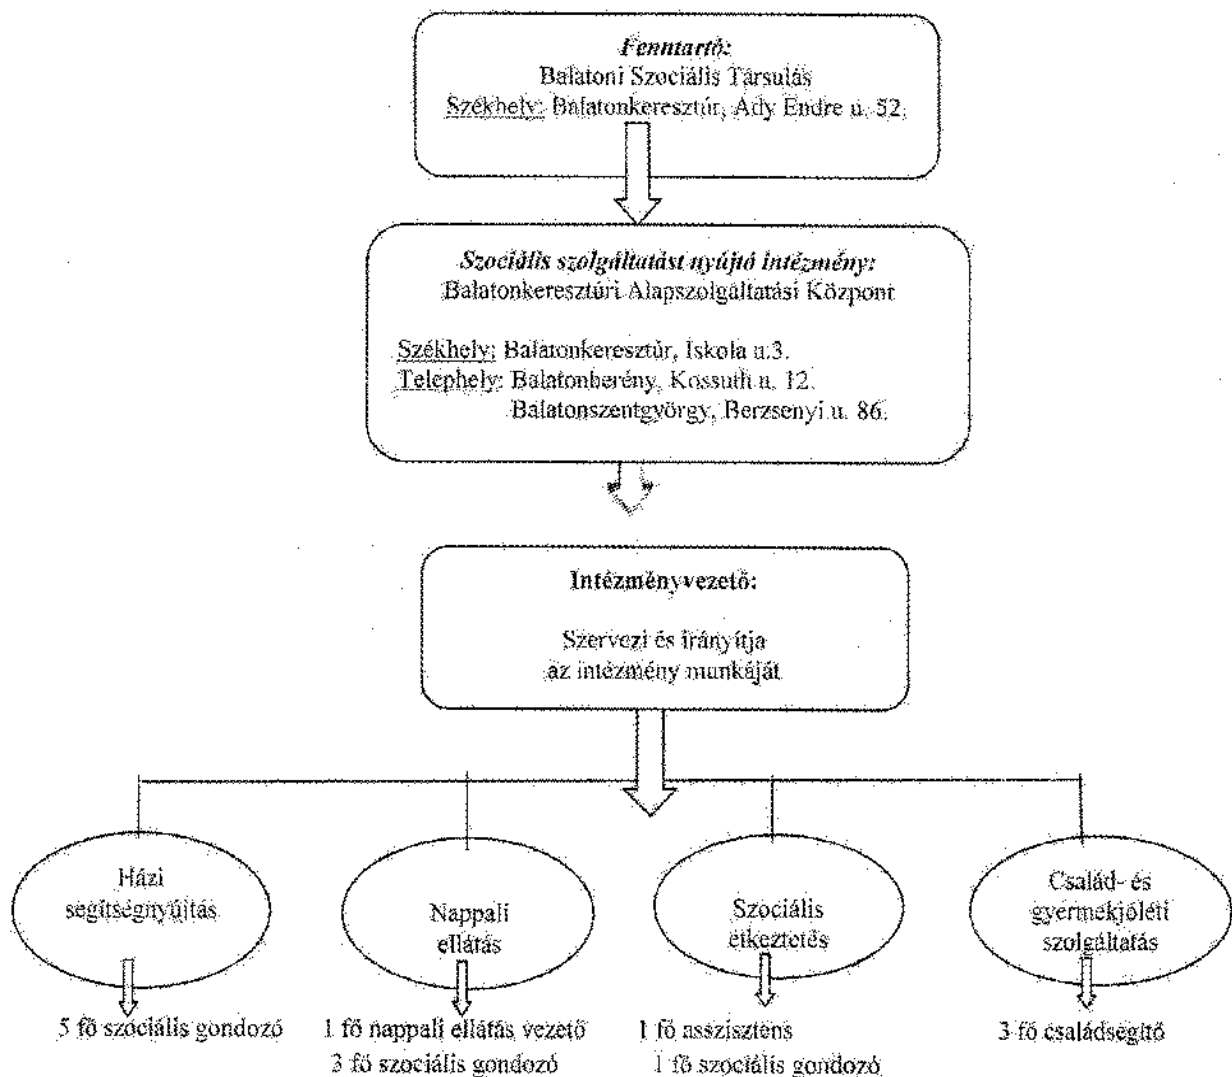 Fenntartó:
Balatoni Szociális Társulás
Székhely: Balatonkeresztúr, Ady Endre u. 52.
Szociális szolgáltatást nyújtó intézmény:
Balatonkeresztúri Alapszolgáltatási Központ
Székhely: Balatonkeresztúr, Iskola u.3.
Telephely: Balatonberény, Kossuth u. 12.
Balatonszentgyörgy, Berzsenyi u. 86.
Intézményvezető:
Szervezi és irányítja
az intézmény munkáját
Házi
segítségnyújtás
Nappali
ellátás
Szociális
étkeztetés
Család- és
gyermekjóléti
szolgáltatás
5 fő szociális gondozó
1 fő nappali ellátás vezető
3 fő szociális gondozó
1 fő asszisztens
1 fő szociális gondozó
3 fő családsegítő